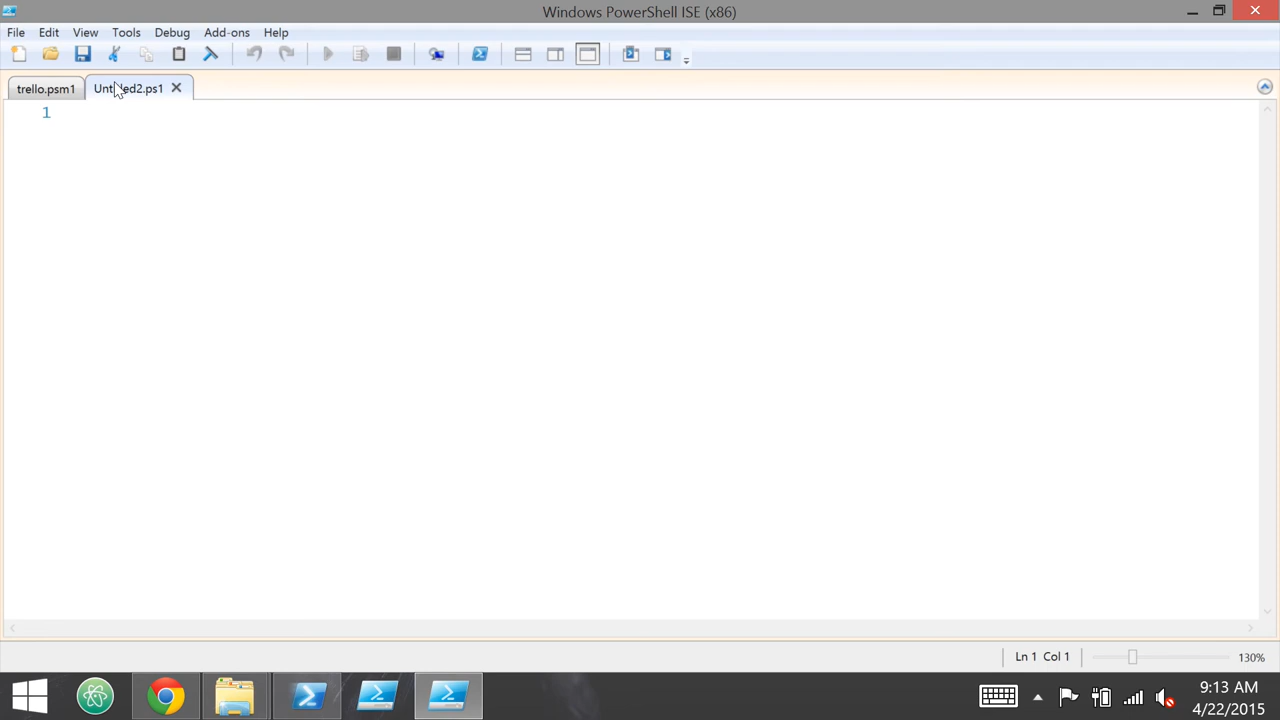 Windows PowerShell ISE (x86)
File Edit View Tools Debug Add-ons Help
trello.psm1 Untitled2.ps1
1
Ln 1 Col 1 130%
9:13 AM
4/22/2015